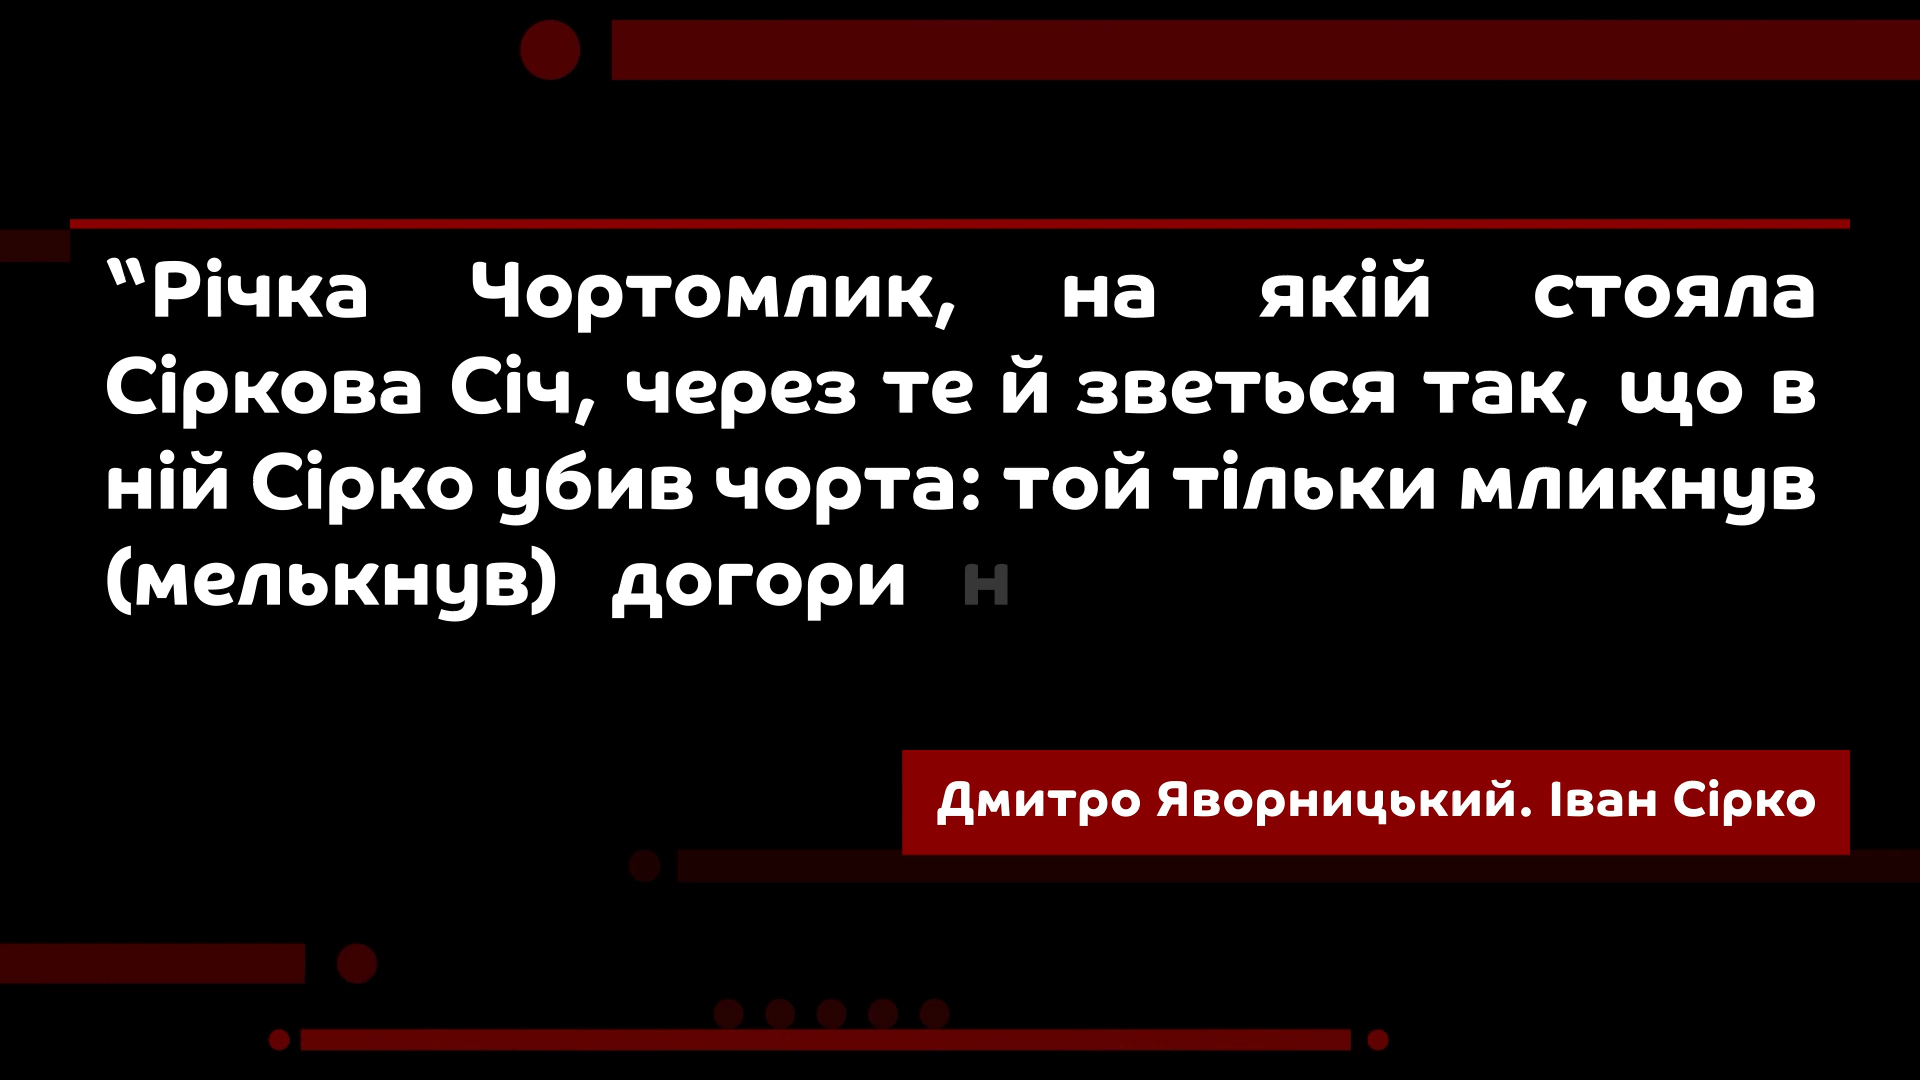 “Річка Чортомлик, на якій стояла
Сіркова Січ, через те й зветься так, що в
ній Сірко убив чорта: той тільки мликнув
(мелькнув) догори н
Дмитро Яворницький. Іван Сірко